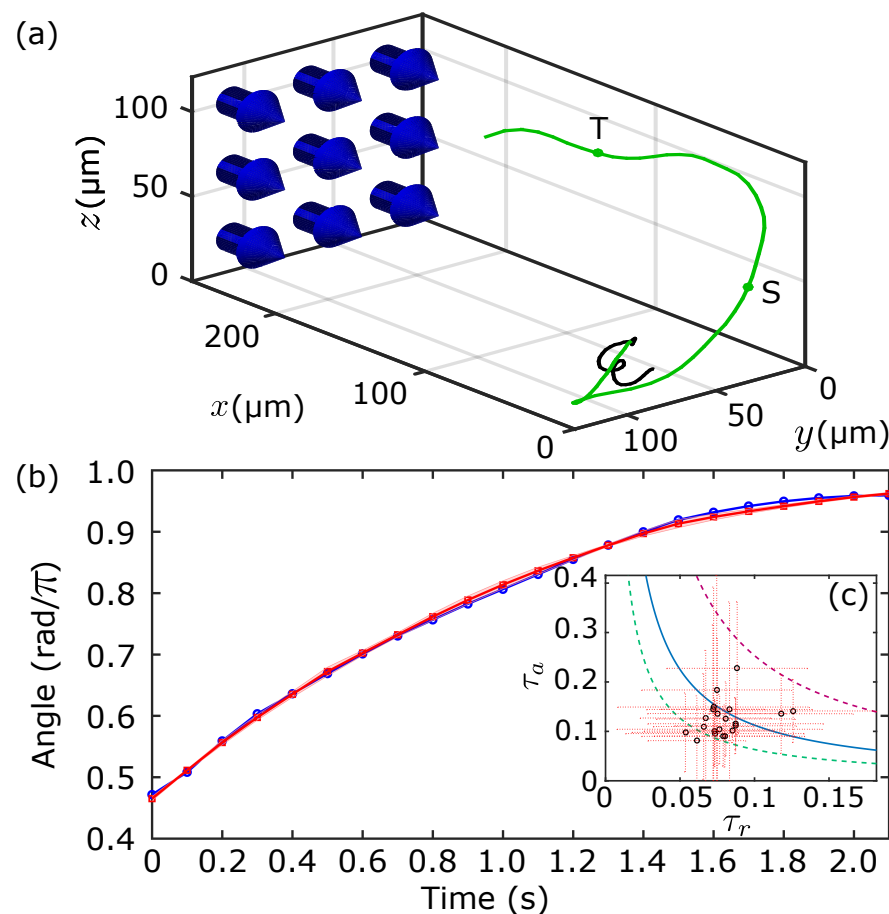 (a)
100
50
0
z(μm)
T
S
200
100
0
x(μm)
100
50
0
y(μm)
(b)
1.0
0.9
0.8
0.7
0.6
0.5
0.4
Angle (rad/π)
0 0.2 0.4 0.6 0.8 1.0 1.2 1.4 1.6 1.8 2.0
Time (s)
(c)
0.4
0.3
0.2
0.1
0
τa
0 0.05 0.1 0.15
τr